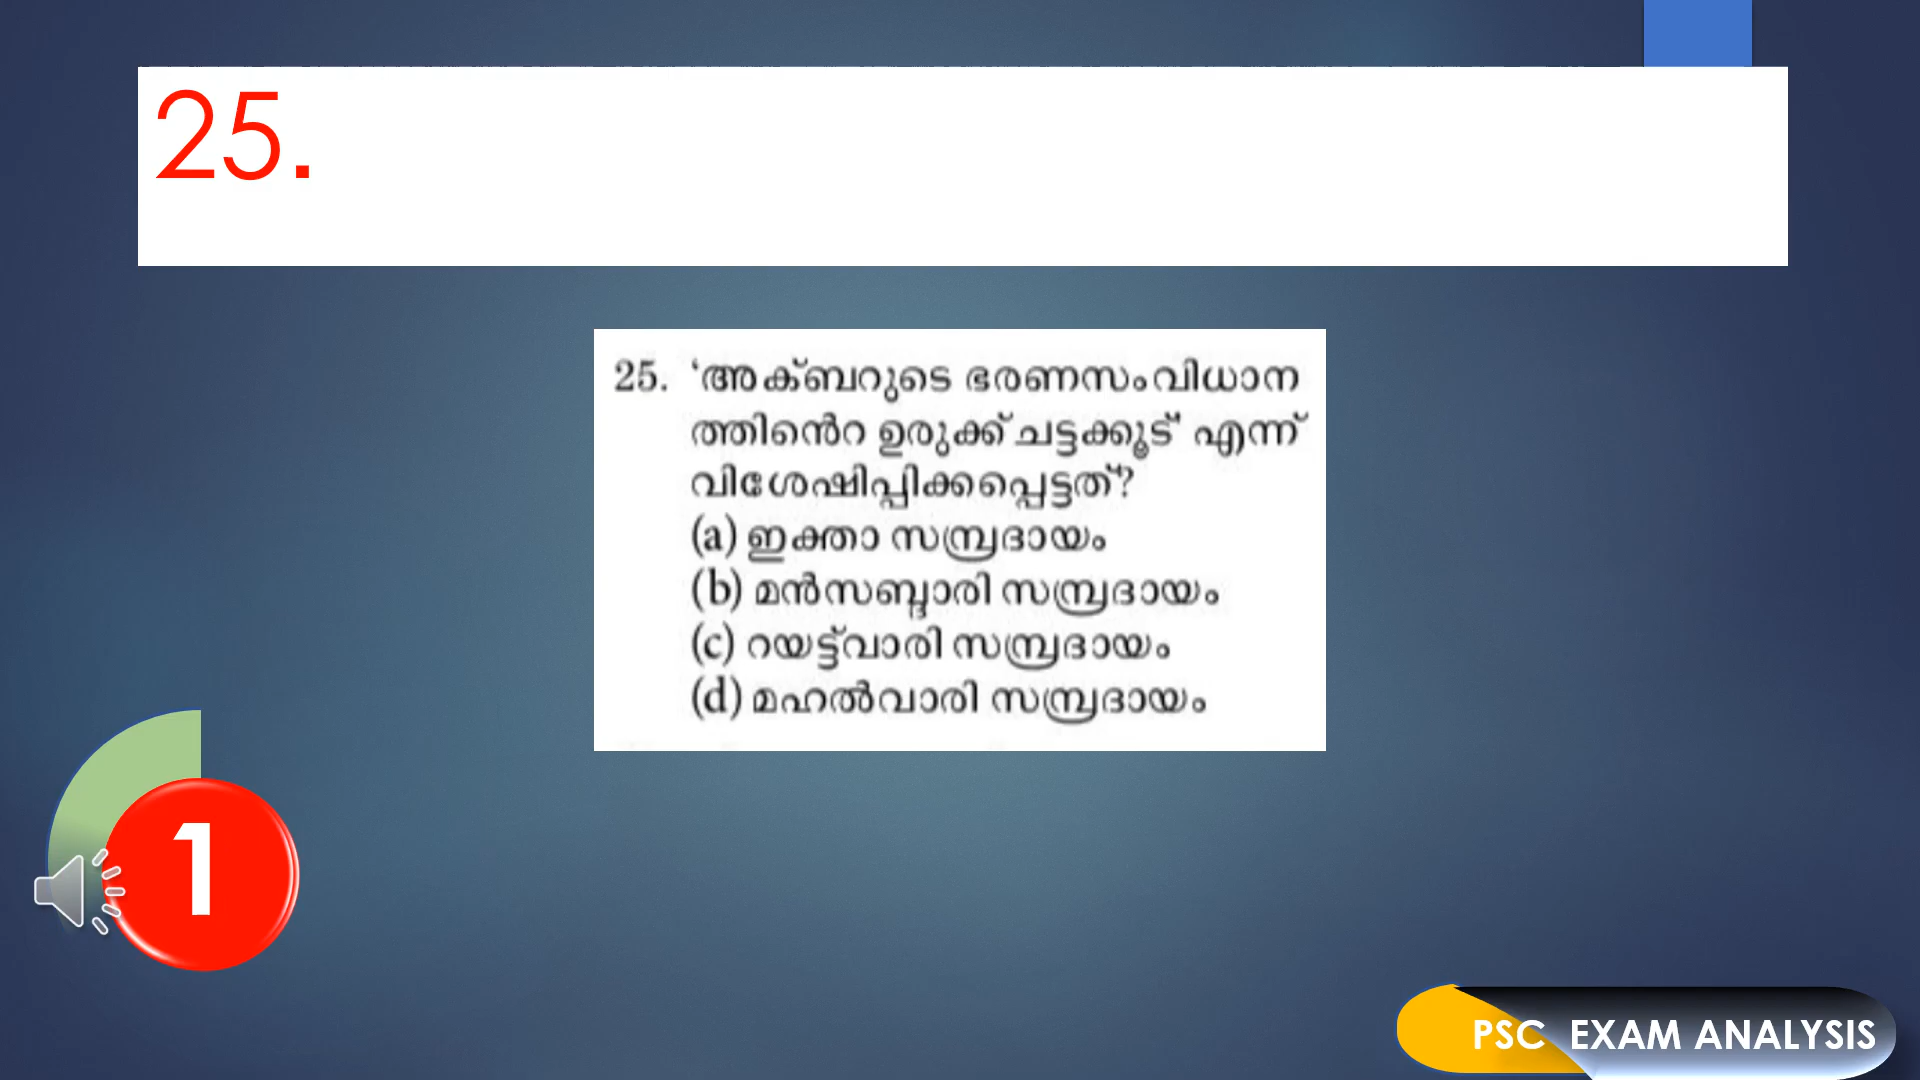 25.
25. 'അക്ബറുടെ ഭരണസംവിധാന
ത്തിൻെറ ഉരുക്ക് ചട്ടക്കൂട്' എന്ന്
വിശേഷിപ്പിക്കപ്പെട്ടത്?
(a) ഇക്താ സമ്പ്രദായം
(b) മൻസബ്ദാരി സമ്പ്രദായം
(c) റയട്ട്‌വാരി സമ്പ്രദായം
(d) മഹൽവാരി സമ്പ്രദായം
1
PSC EXAM ANALYSIS